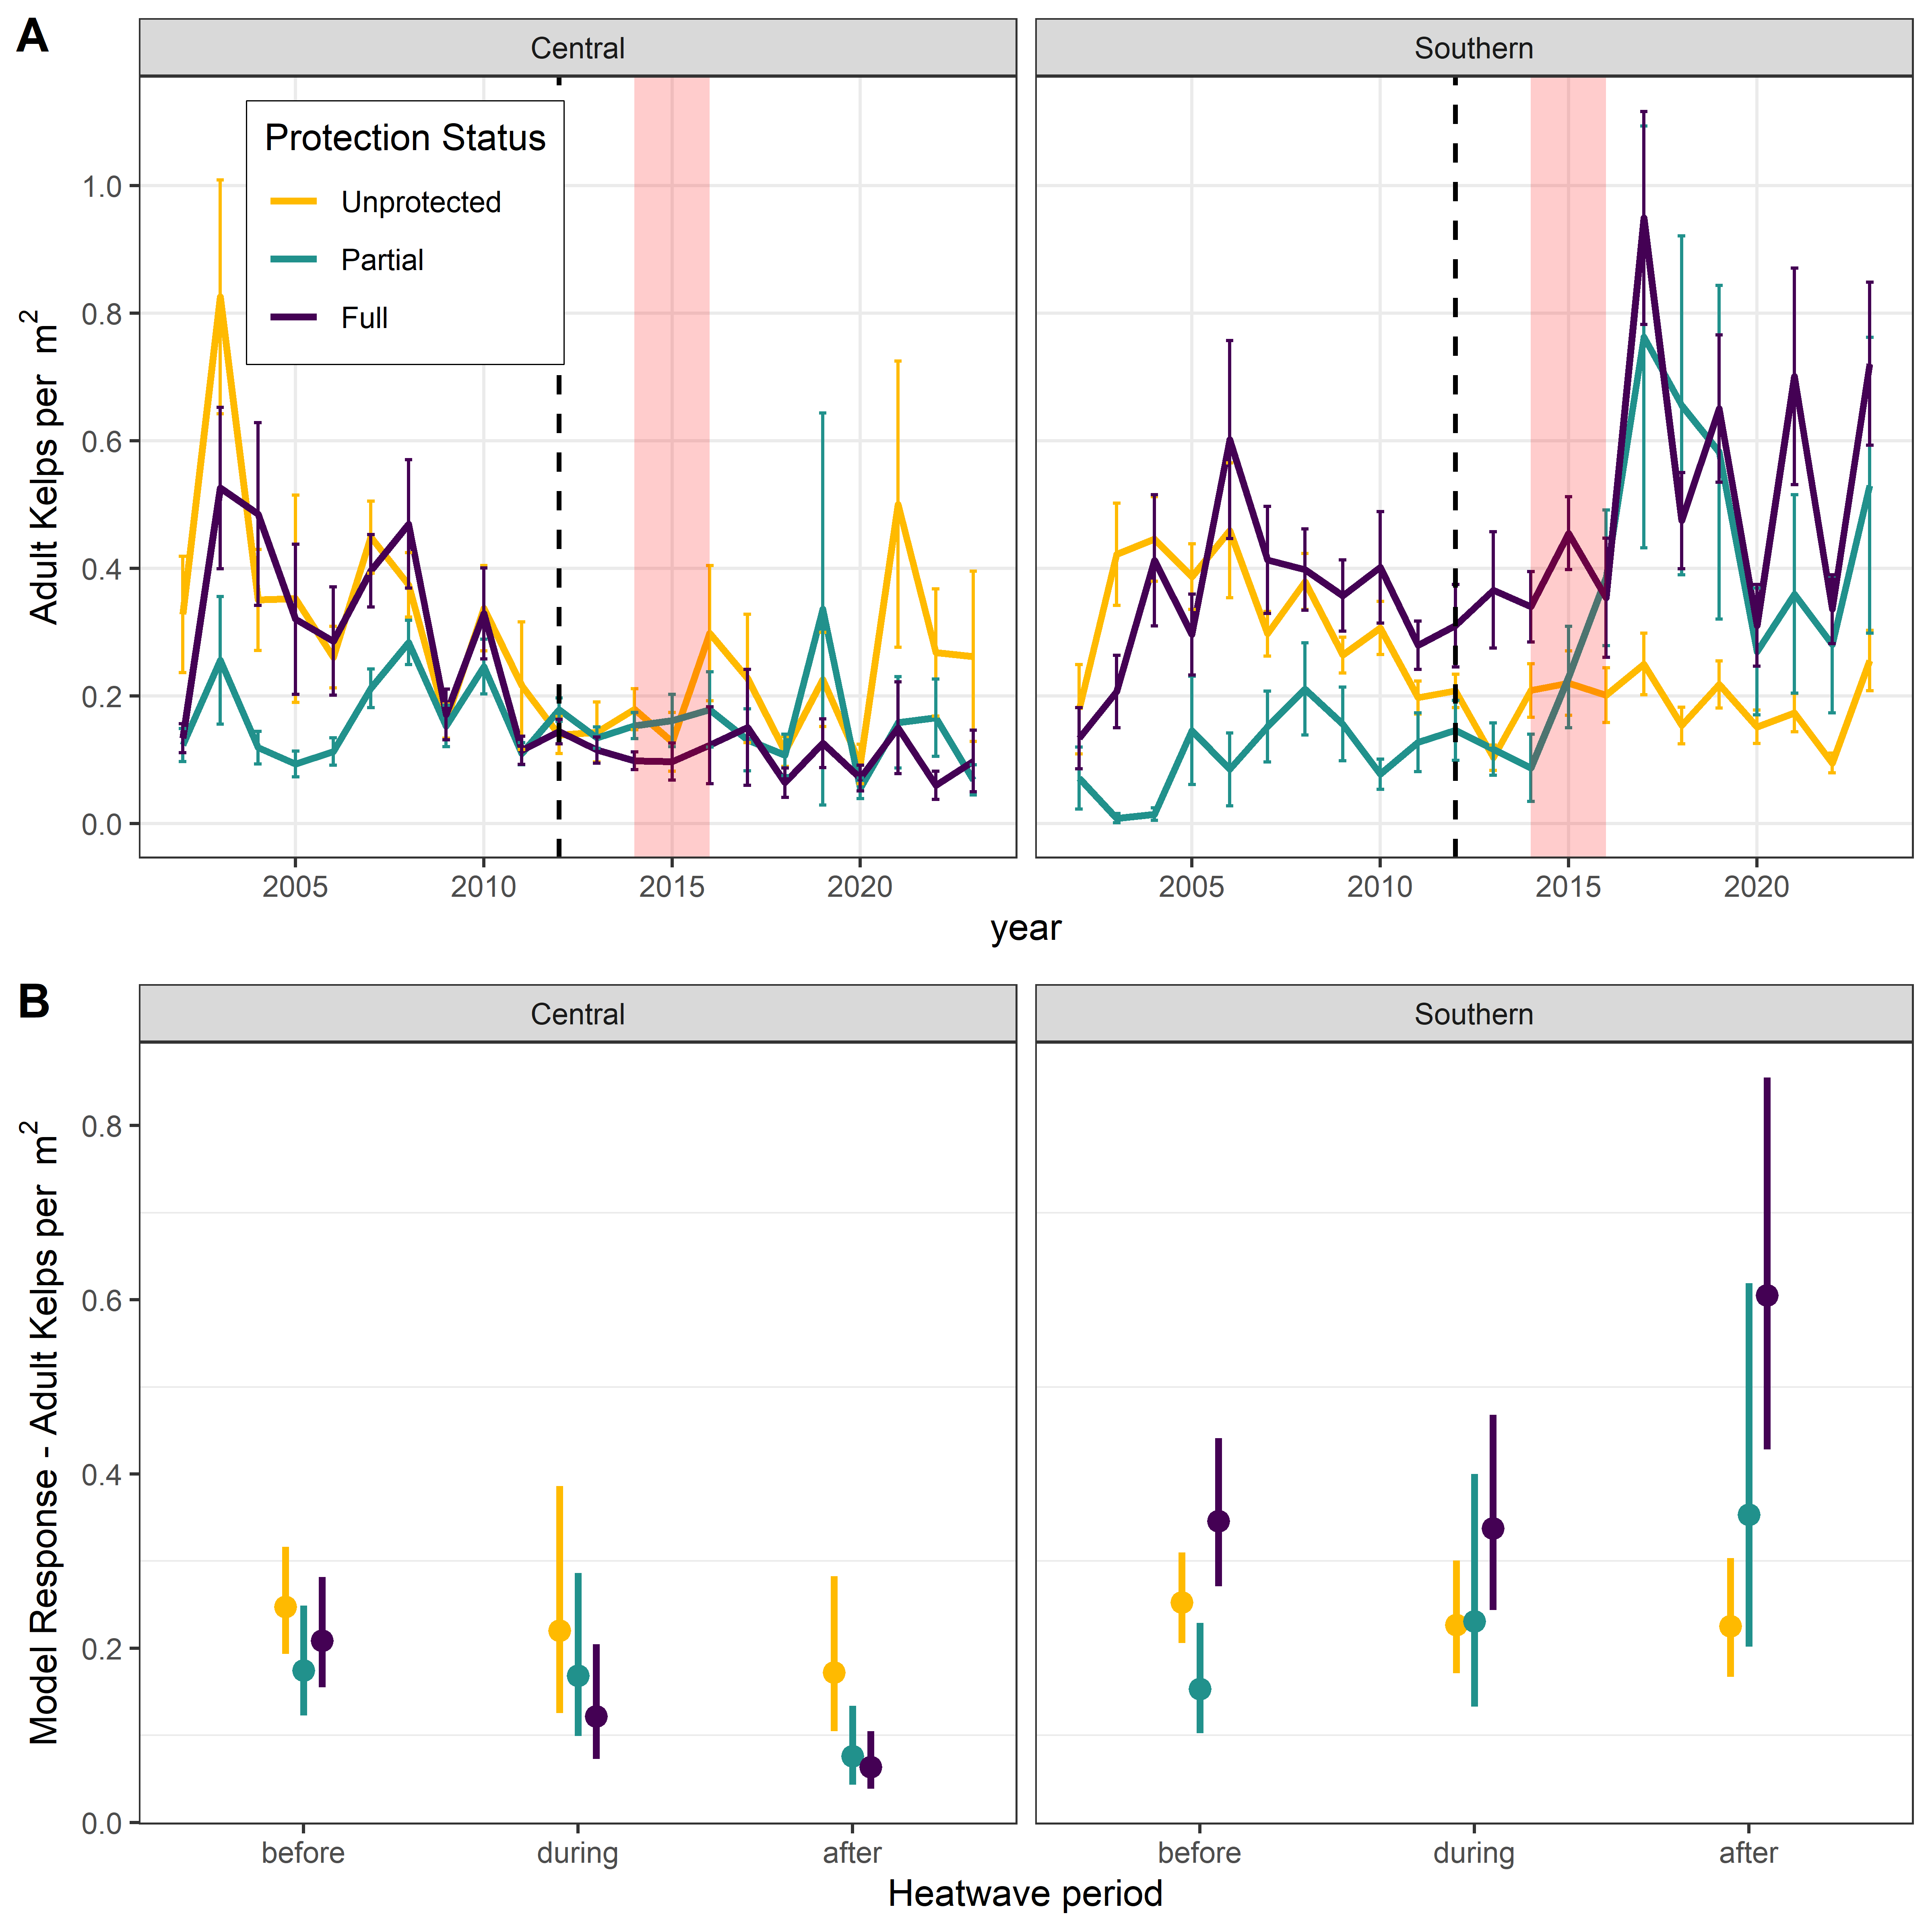 A
Central
Southern
Protection Status
Unprotected
Partial
Full
Adult Kelps per m²
1.0
0.8
0.6
0.4
0.2
0.0
2005 2010 2015 2020
2005 2010 2015 2020
year
B
Central
Southern
Model Response - Adult Kelps per m²
0.8
0.6
0.4
0.2
0.0
before during after
before during after
Heatwave period